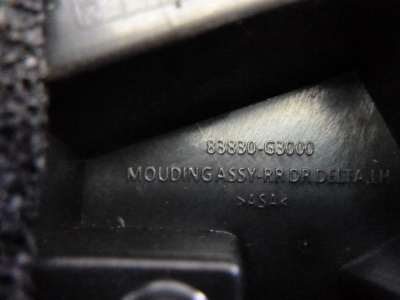 83830-G3000
MOUDING ASSY-RR DR DELTA,LH
>ASA<